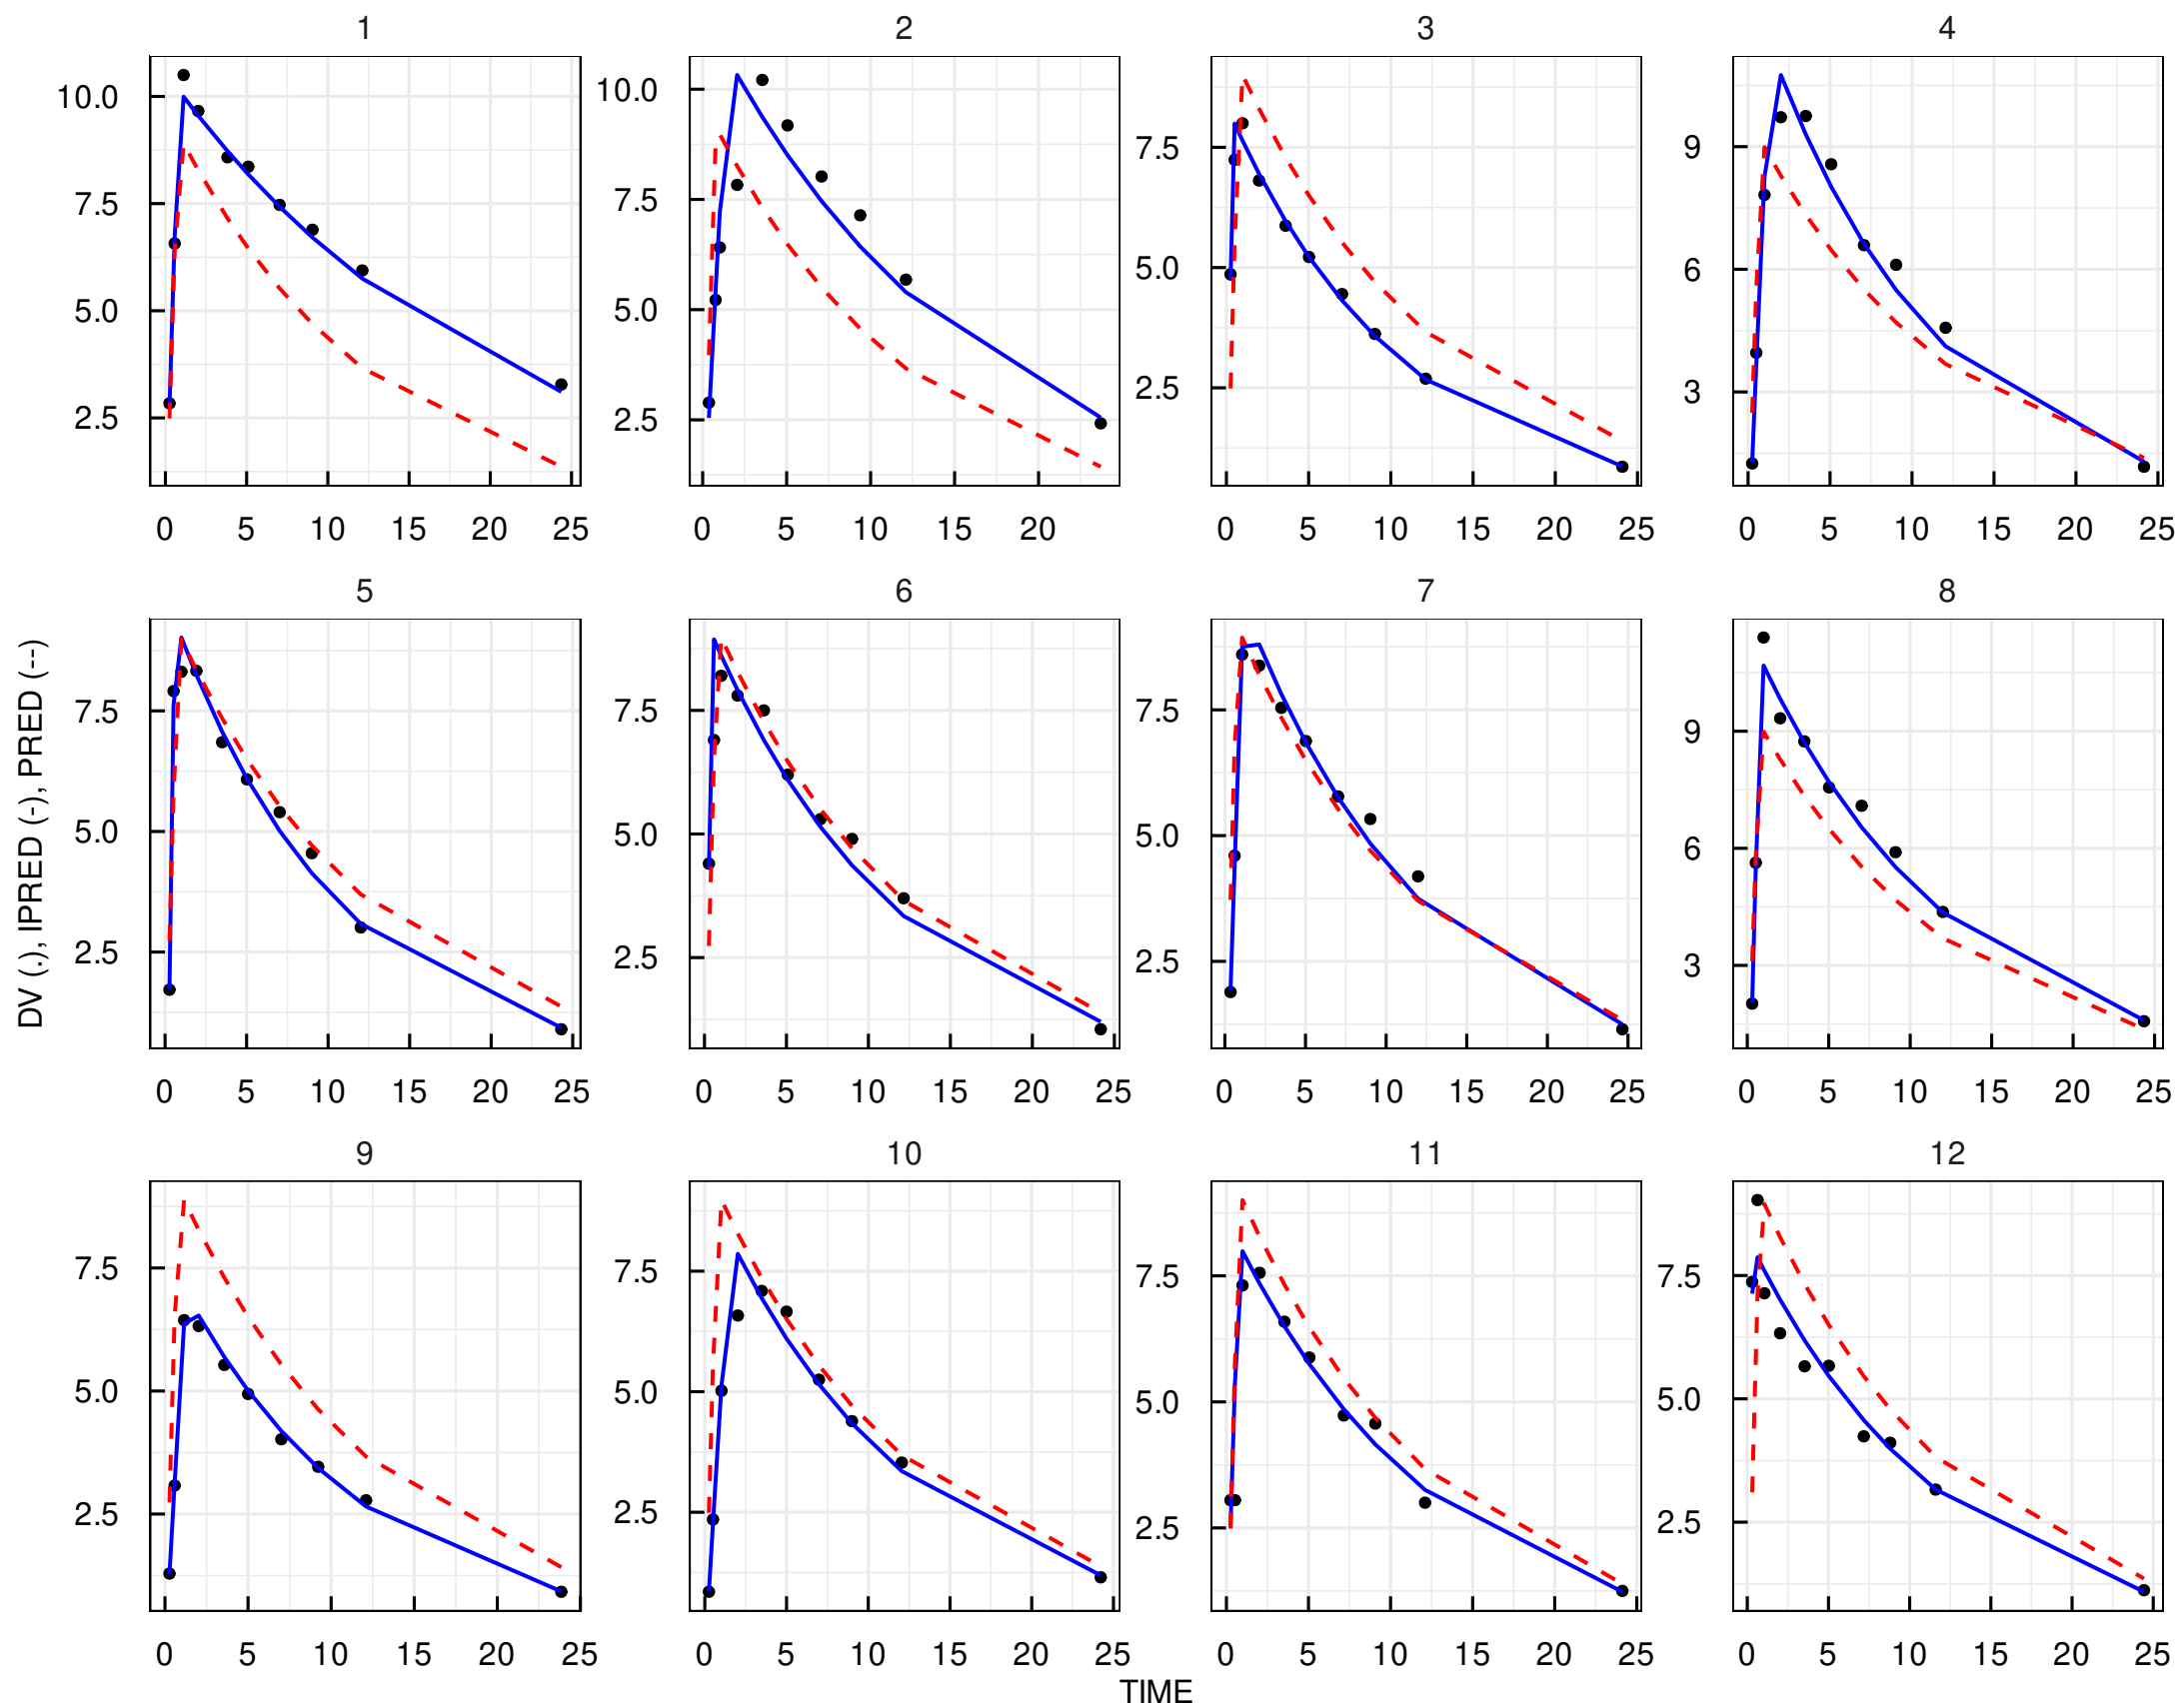 1 2 3 4
10.0 10.0 9
7.5 7.5 7.5 6
5.0 5.0 5.0 3
2.5 2.5 2.5
0 5 10 15 20 25 0 5 10 15 20 0 5 10 15 20 25 0 5 10 15 20 25
5 6 7 8
7.5 7.5 7.5 9
5.0 5.0 5.0 6
2.5 2.5 2.5 3
0 5 10 15 20 25 0 5 10 15 20 25 0 5 10 15 20 25 0 5 10 15 20 25
DV (.), IPRED (-), PRED (--)
9 10 11 12
7.5 7.5 7.5 7.5
5.0 5.0 5.0 5.0
2.5 2.5 2.5 2.5
0 5 10 15 20 25 0 5 10 15 20 25 0 5 10 15 20 25 0 5 10 15 20 25
TIME